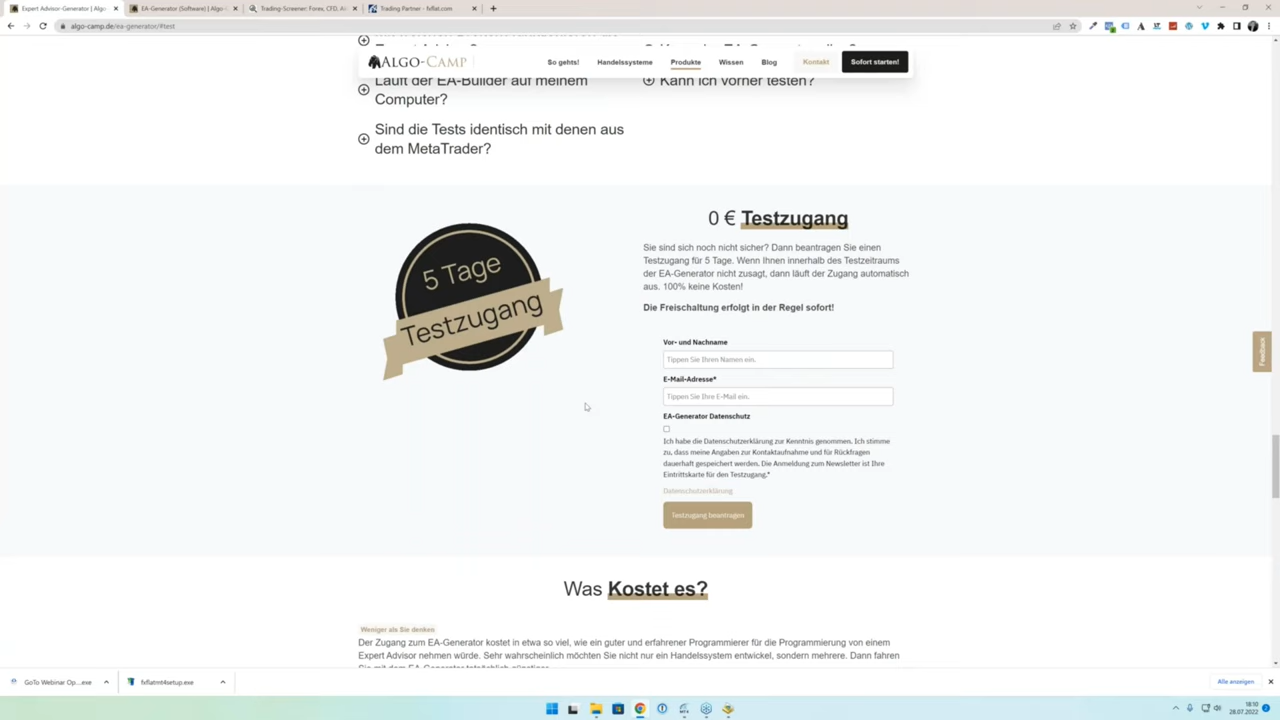 Expert Advisor-Generator | Algo
EA-Generator (Software) | Algo-C
Trading-Screener: Forex, CFD, A
Trading Partner - fxflat.com
algo-camp.de/ea-generator/#test
ALGO-CAMP
So gehts!
Handelssysteme
Produkte
Wissen
Blog
Kontakt
Sofort starten!
Läuft der EA-Builder auf meinem
Computer?
Kann ich vorher testen?
Sind die Tests identisch mit denen aus
dem MetaTrader?
5 Tage
Testzugang
0 € Testzugang
Sie sind sich noch nicht sicher? Dann beantragen Sie einen
Testzugang für 5 Tage. Wenn Ihnen innerhalb des Testzeitraums
der EA-Generator nicht zusagt, dann läuft der Zugang automatisch
aus. 100% keine Kosten!
Die Freischaltung erfolgt in der Regel sofort!
Vor- und Nachname
Tippen Sie Ihren Namen ein.
E-Mail-Adresse*
Tippen Sie Ihre E-Mail ein.
EA-Generator Datenschutz
Ich habe die Datenschutzerklärung zur Kenntnis genommen. Ich stimme
zu, dass meine Angaben zur Kontaktaufnahme und für Rückfragen
dauerhaft gespeichert werden. Die Anmeldung zum Newsletter ist Ihre
Eintrittskarte für den Testzugang.*
Datenschutzerklärung
Testzugang beantragen
Feedback
Was Kostet es?
Weniger als Sie denken
Der Zugang zum EA-Generator kostet in etwa so viel, wie ein guter und erfahrener Programmierer für die Programmierung von einem
Expert Advisor nehmen würde. Sehr wahrscheinlich möchten Sie nicht nur ein Handelssystem entwickel, sondern mehrere. Dann fahren
GoTo Webinar Op....exe
fxflatmt4setup.exe
Alle anzeigen
18:10
28.07.2022